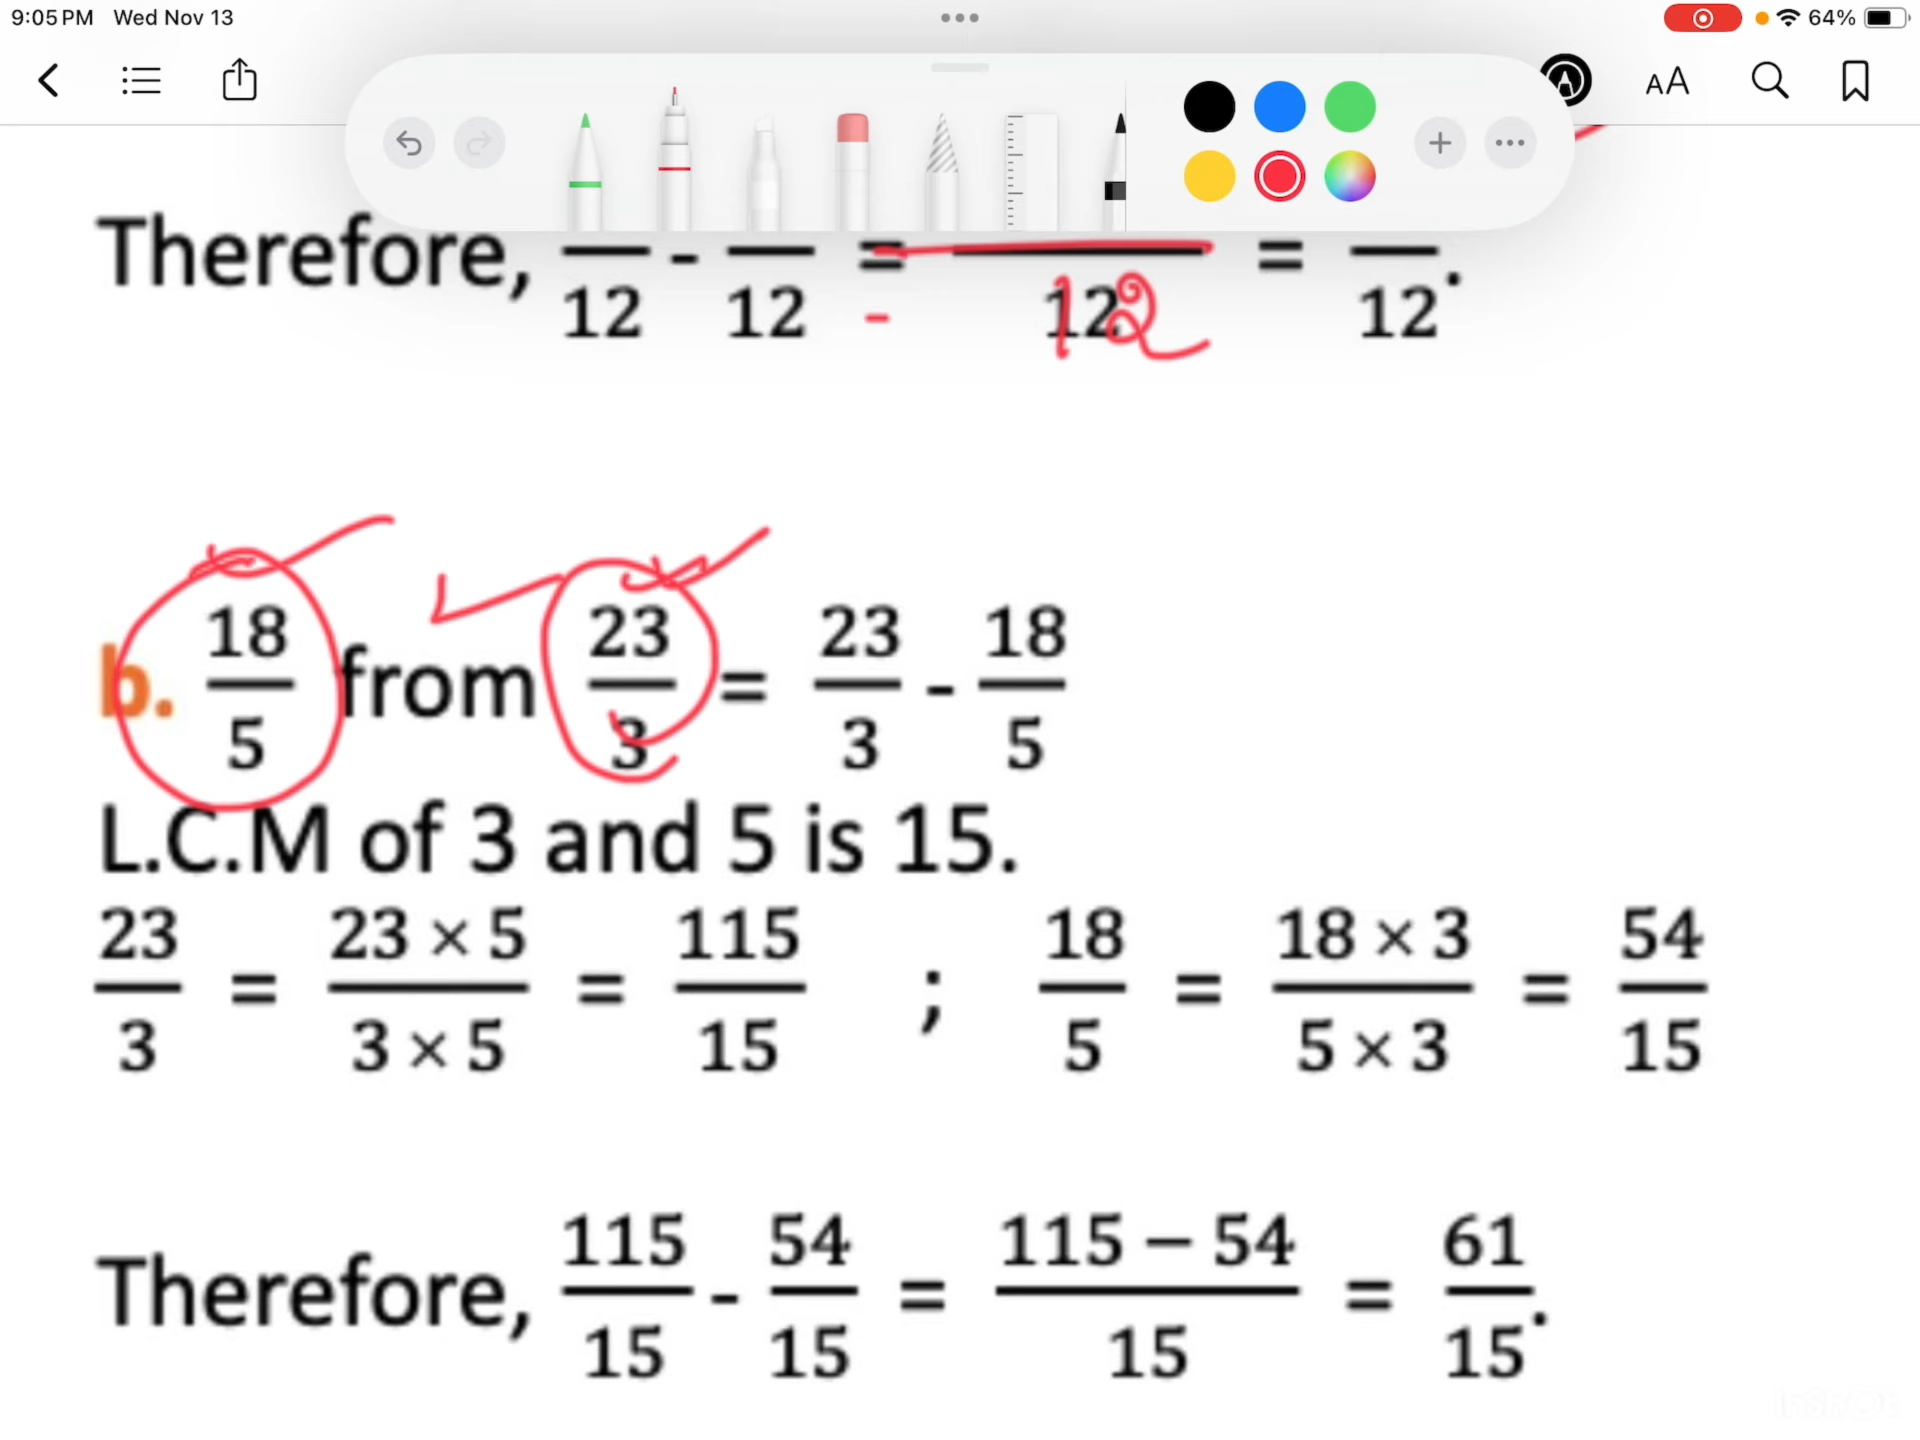 9:05 PM Wed Nov 13 64%
AA
Therefore, /12 - /12 = /12 = /12.
- 12
b. 18/5 from 23/3 = 23/3 - 18/5
L.C.M of 3 and 5 is 15.
23/3 = 23 × 5/3 × 5 = 115/15 ; 18/5 = 18 × 3/5 × 3 = 54/15
Therefore, 115/15 - 54/15 = 115 – 54/15 = 61/15.